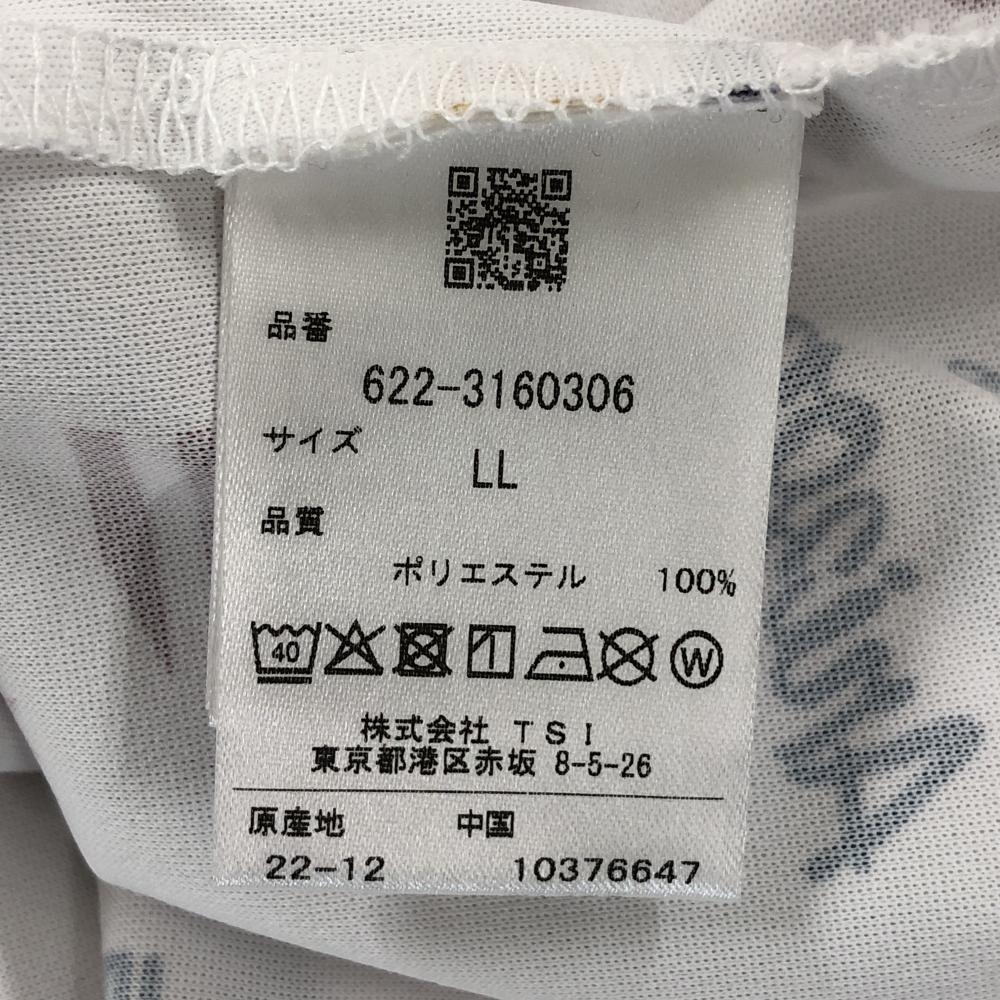 品番
622-3160306
サイズ
LL
品質
ポリエステル 100%
40
W
株式会社 TSI
東京都港区赤坂 8-5-26
原産地 中国
22-12 10376647